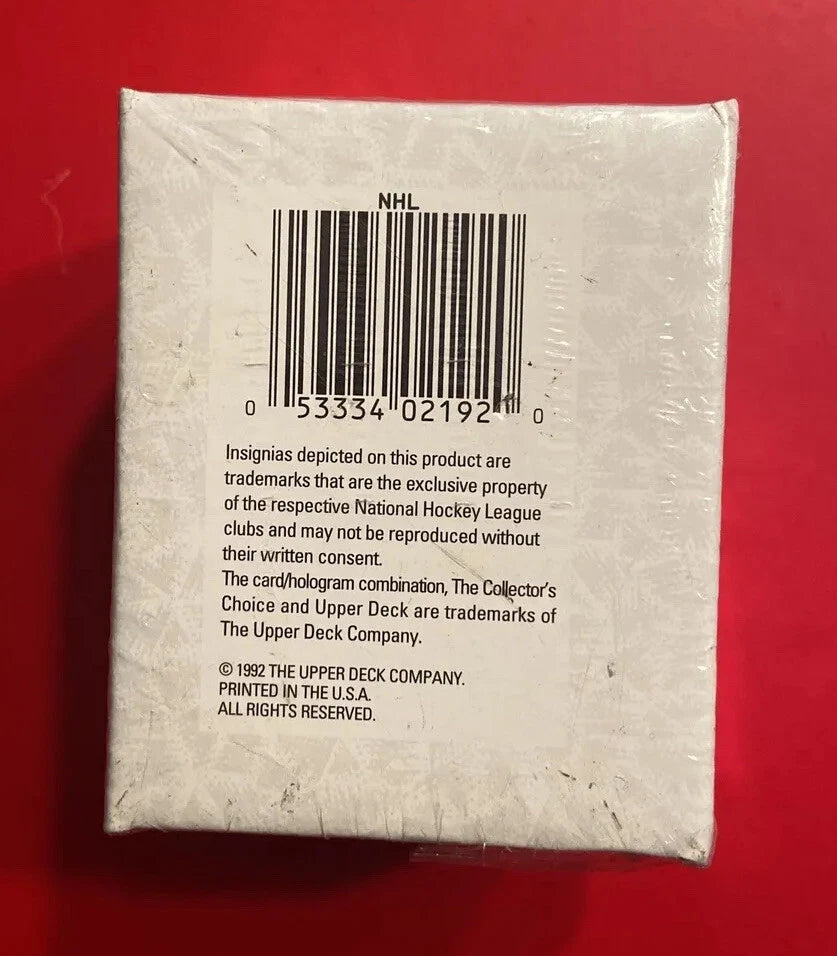 NHL
0 53334 02192 0
Insignias depicted on this product are
trademarks that are the exclusive property
of the respective National Hockey League
clubs and may not be reproduced without
their written consent.
The card/hologram combination, The Collector's
Choice and Upper Deck are trademarks of
The Upper Deck Company.
© 1992 THE UPPER DECK COMPANY.
PRINTED IN THE U.S.A.
ALL RIGHTS RESERVED.